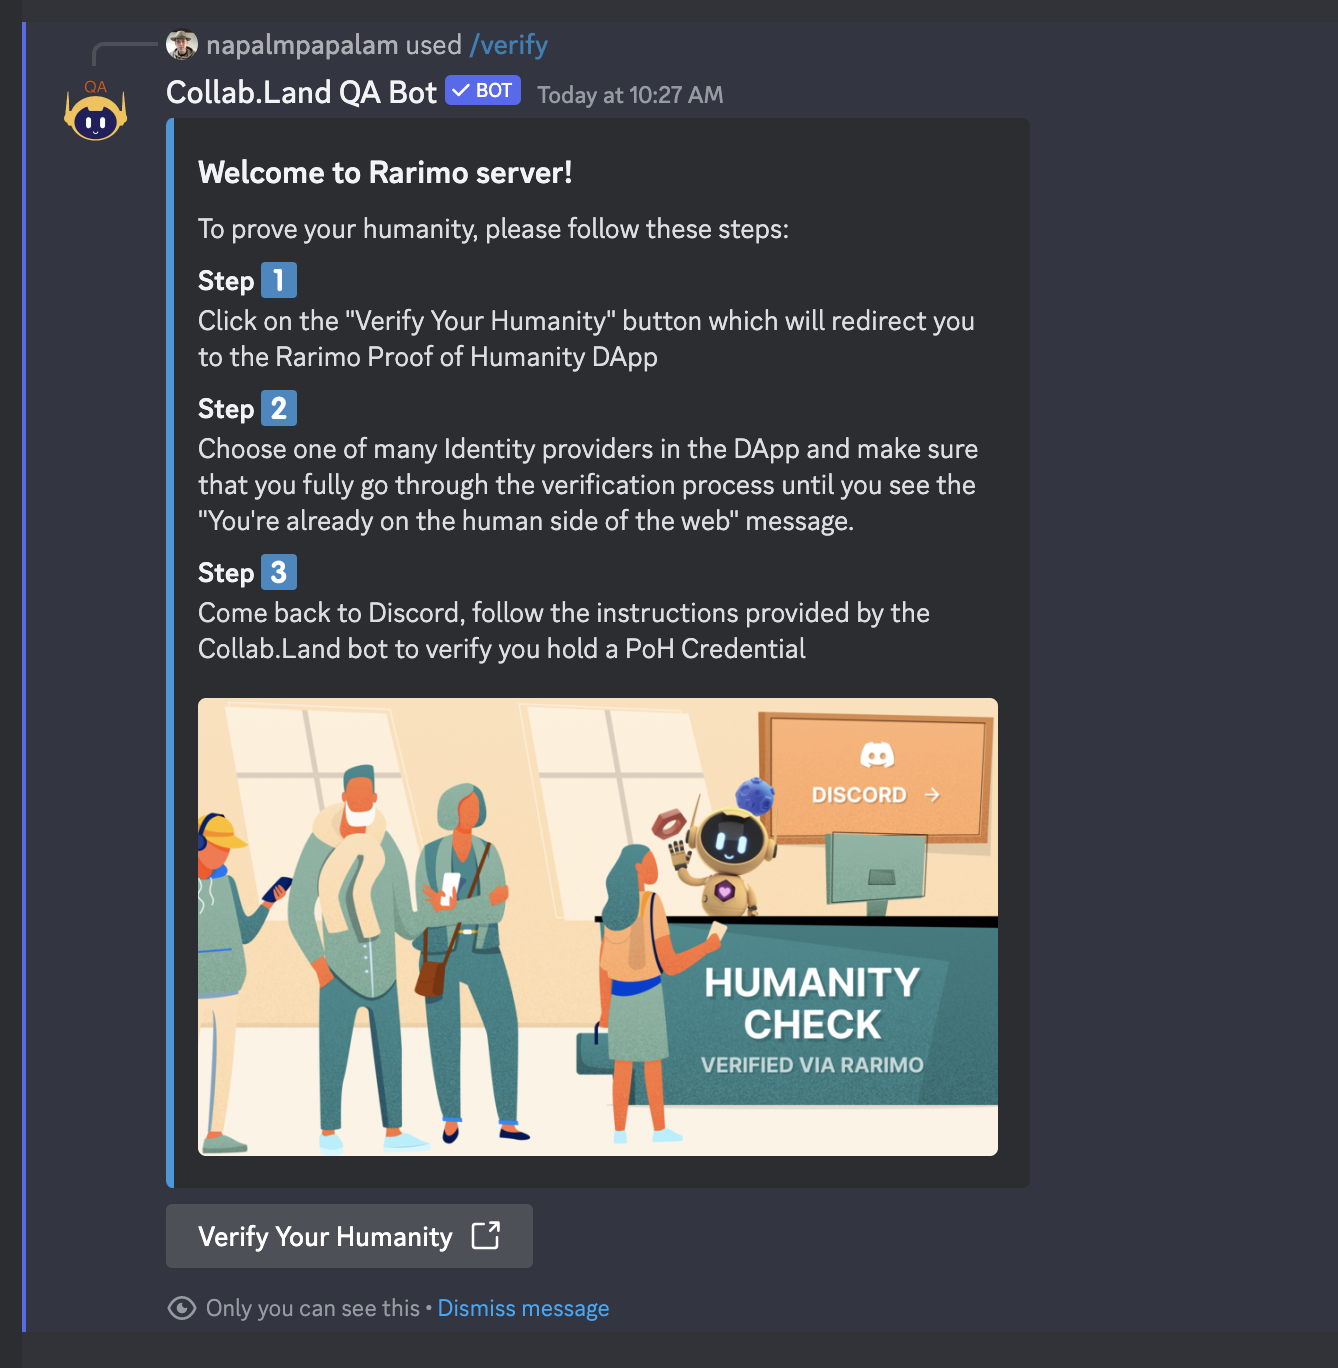 napalmpapalam used /verify
QA
Collab.Land QA Bot BOT Today at 10:27 AM
Welcome to Rarimo server!
To prove your humanity, please follow these steps:
Step 1
Click on the "Verify Your Humanity" button which will redirect you
to the Rarimo Proof of Humanity DApp
Step 2
Choose one of many Identity providers in the DApp and make sure
that you fully go through the verification process until you see the
"You're already on the human side of the web" message.
Step 3
Come back to Discord, follow the instructions provided by the
Collab.Land bot to verify you hold a PoH Credential
DISCORD →
HUMANITY
CHECK
VERIFIED VIA RARIMO
Verify Your Humanity
Only you can see this • Dismiss message